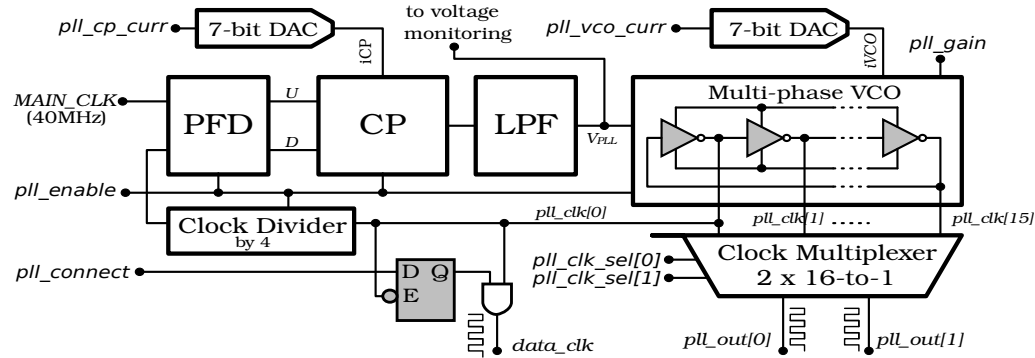 to voltage
monitoring
pll_cp_curr
7-bit DAC
iCP
pll_vco_curr
7-bit DAC
iVCO
pll_gain
MAIN_CLK
(40MHz)
PFD
U
D
CP
LPF
VPLL
Multi-phase VCO
pll_enable
Clock Divider
by 4
pll_clk[0]
pll_clk[1]
pll_clk[15]
pll_connect
D
Q
E
pll_clk_sel[0]
pll_clk_sel[1]
Clock Multiplexer
2 x 16-to-1
data_clk
pll_out[0]
pll_out[1]